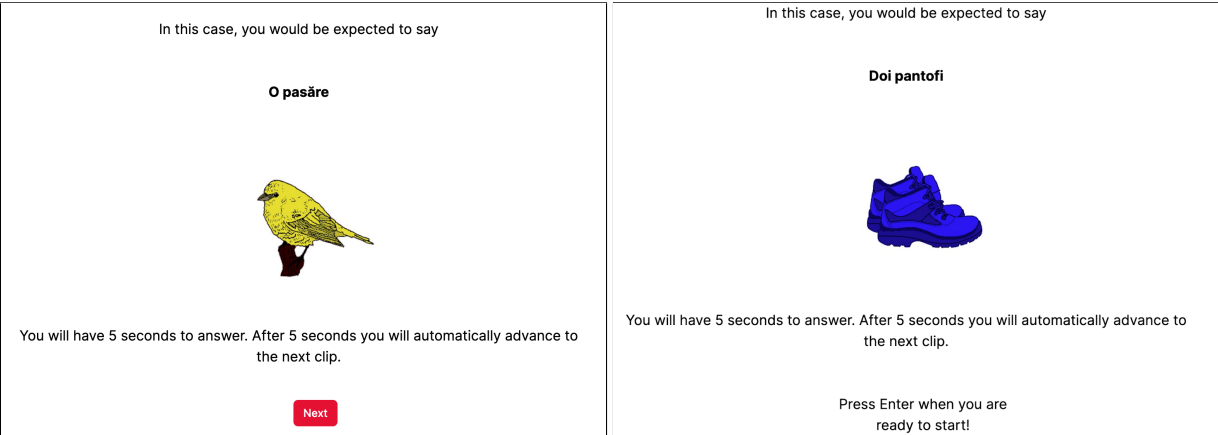 In this case, you would be expected to say
O pasăre
You will have 5 seconds to answer. After 5 seconds you will automatically advance to
the next clip.
Next
In this case, you would be expected to say
Doi pantofi
You will have 5 seconds to answer. After 5 seconds you will automatically advance to
the next clip.
Press Enter when you are
ready to start!